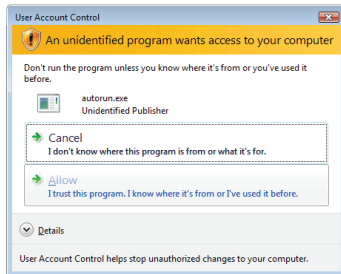 User Account Control
An unidentified program wants access to your computer
Don't run the program unless you know where it's from or you've used it
before.
autorun.exe
Unidentified Publisher
Cancel
I don't know where this program is from or what it's for.
Allow
I trust this program. I know where it's from or I've used it before.
Details
User Account Control helps stop unauthorized changes to your computer.